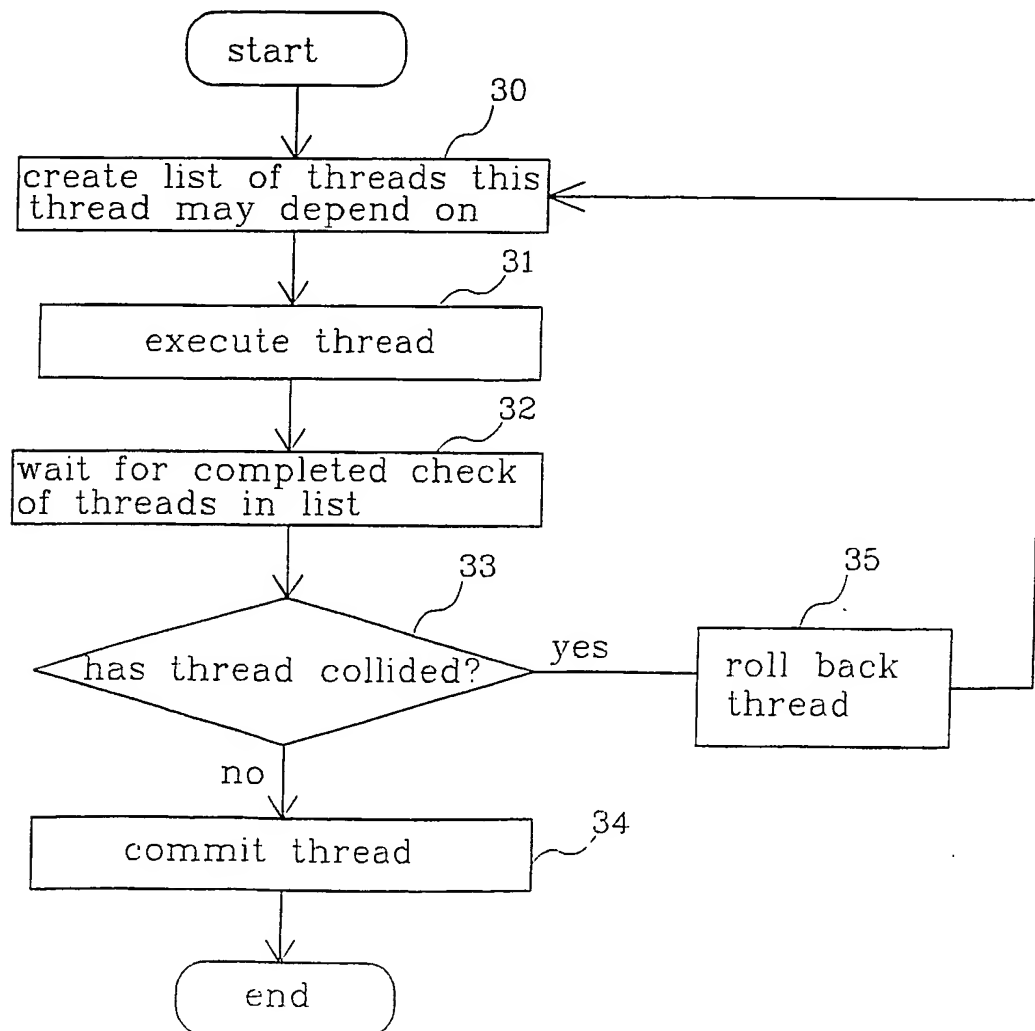 start
30
create list of threads this
thread may depend on
31
execute thread
32
wait for completed check
of threads in list
33
has thread collided?
yes
35
roll back
thread
no
34
commit thread
end